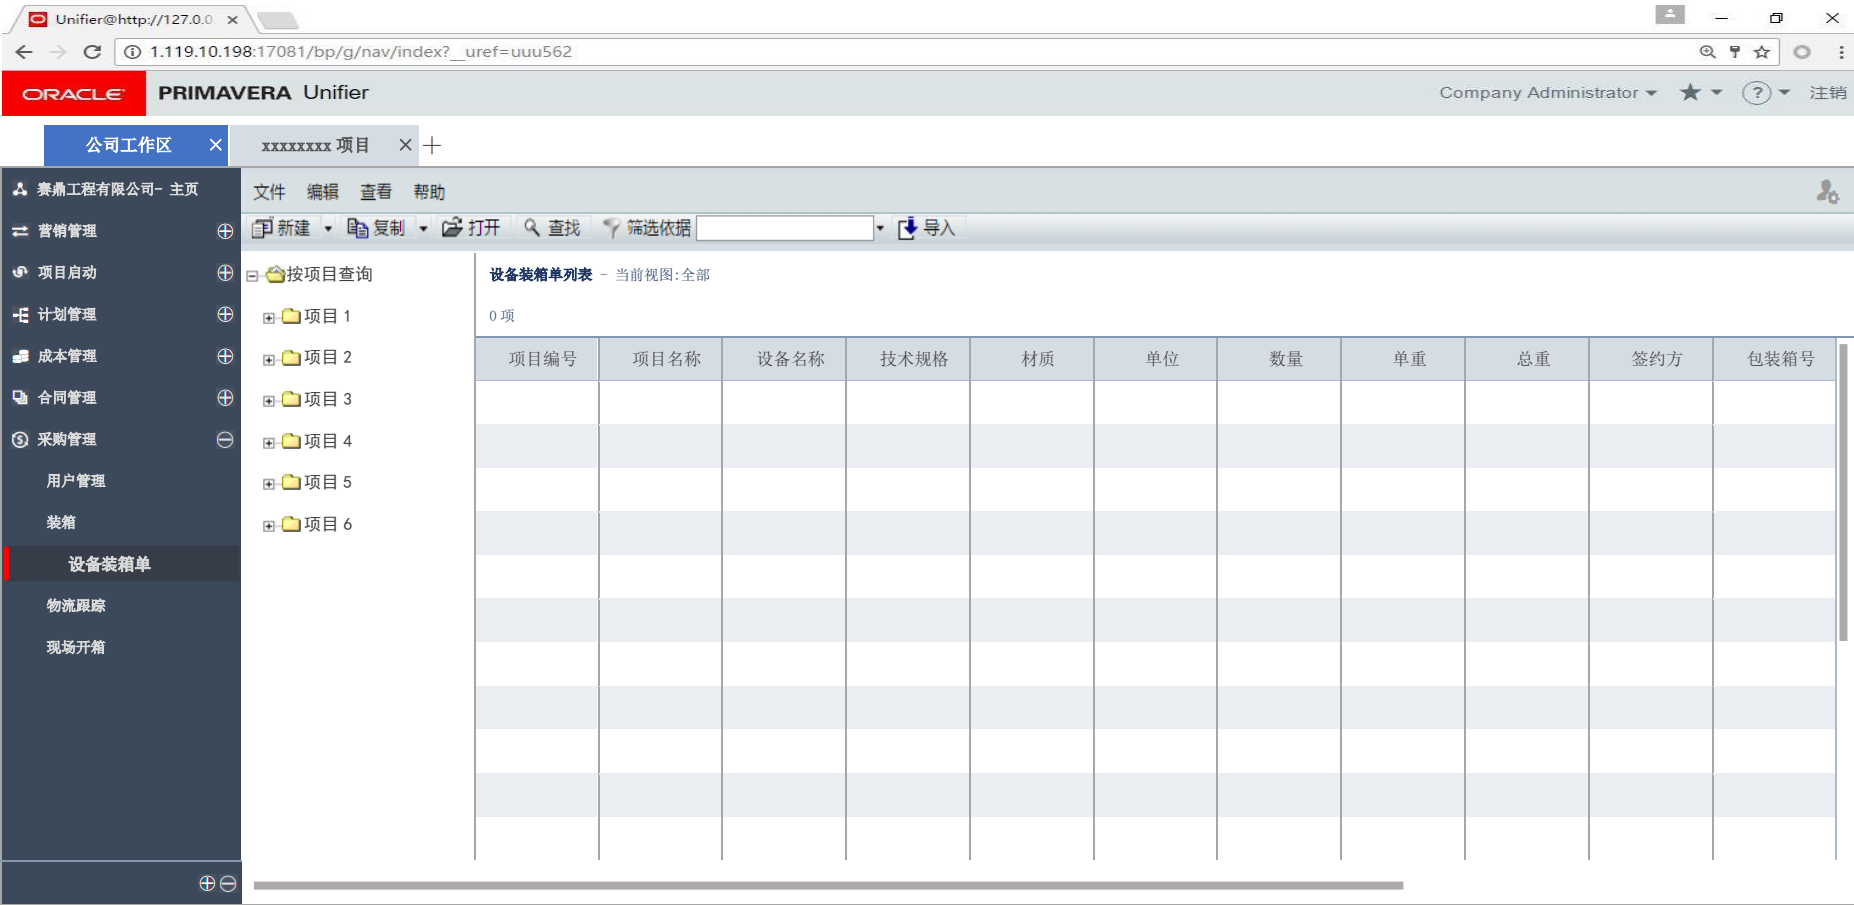 Unifier@http://127.0.0
1.119.10.198:17081/bp/g/nav/index?__uref=uuu562
ORACLE PRIMAVERA Unifier Company Administrator ? 注销
公司工作区 xxxxxxxx 项目
赛鼎工程有限公司- 主页
营销管理
项目启动
计划管理
成本管理
合同管理
采购管理
用户管理
装箱
设备装箱单
物流跟踪
现场开箱
文件 编辑 查看 帮助
新建 复制 打开 查找 筛选依据 导入
按项目查询
项目 1
项目 2
项目 3
项目 4
项目 5
项目 6
设备装箱单列表 - 当前视图:全部
0 项
项目编号 项目名称 设备名称 技术规格 材质 单位 数量 单重 总重 签约方 包装箱号